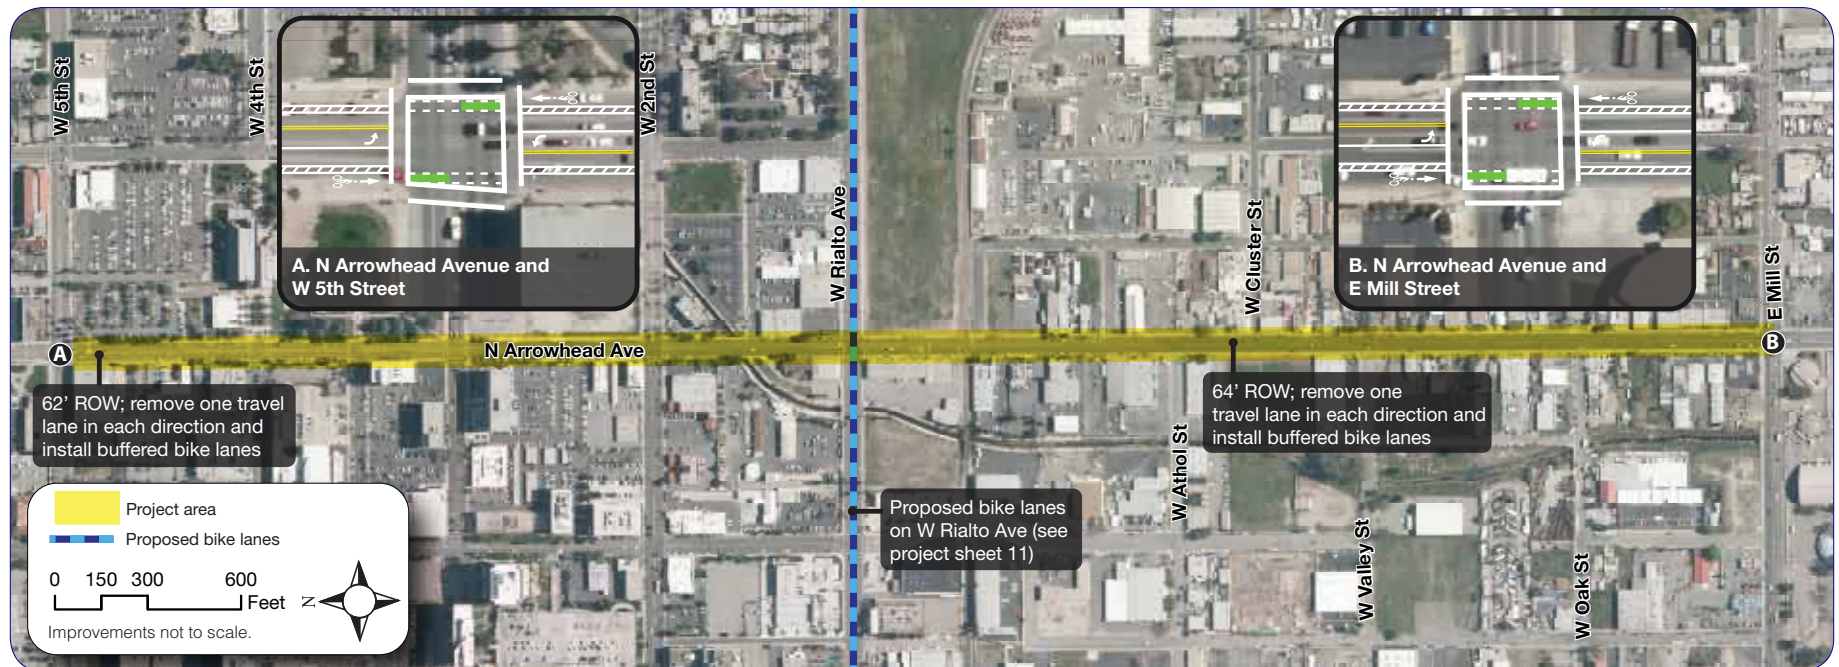 W 5th St
W 4th St
A. N Arrowhead Avenue and
W 5th Street
W 2nd St
W Rialto Ave
W Cluster St
B. N Arrowhead Avenue and
E Mill Street
E Mill St
A
N Arrowhead Ave
B
62’ ROW; remove one travel
lane in each direction and
install buffered bike lanes
64’ ROW; remove one
travel lane in each direction and
install buffered bike lanes
W Athol St
Proposed bike lanes
on W Rialto Ave (see
project sheet 11)
W Valley St
W Oak St
Project area
Proposed bike lanes
0 150 300 600
Feet
N
Improvements not to scale.